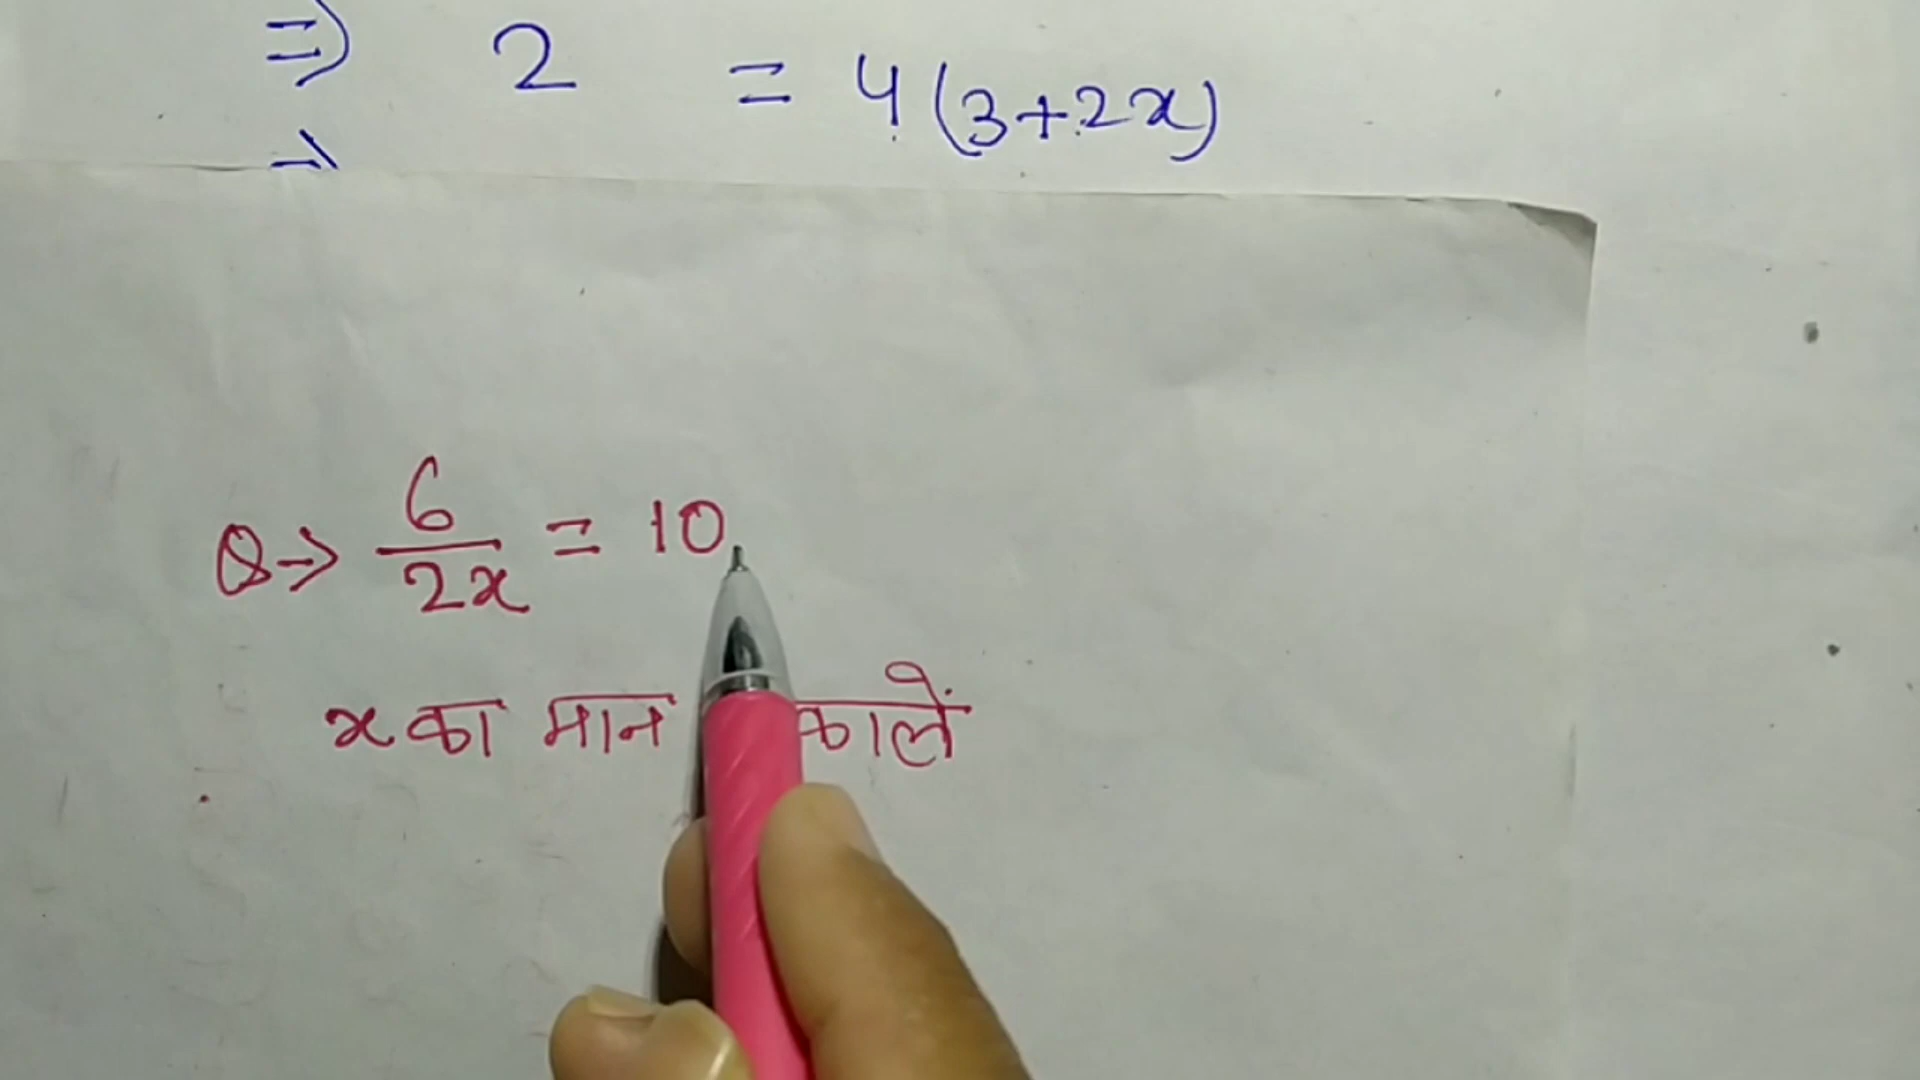 ⇒ 2 = 4(3+2x)
⇒
Q→ 6/2x = 10
x का मान कालें